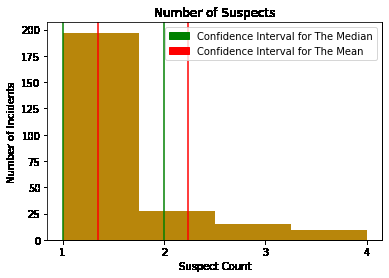 Number of Suspects
Confidence Interval for The Median
Confidence Interval for The Mean
200
175
150
125
100
75
50
25
0
Number of Incidents
1
2
3
4
Suspect Count